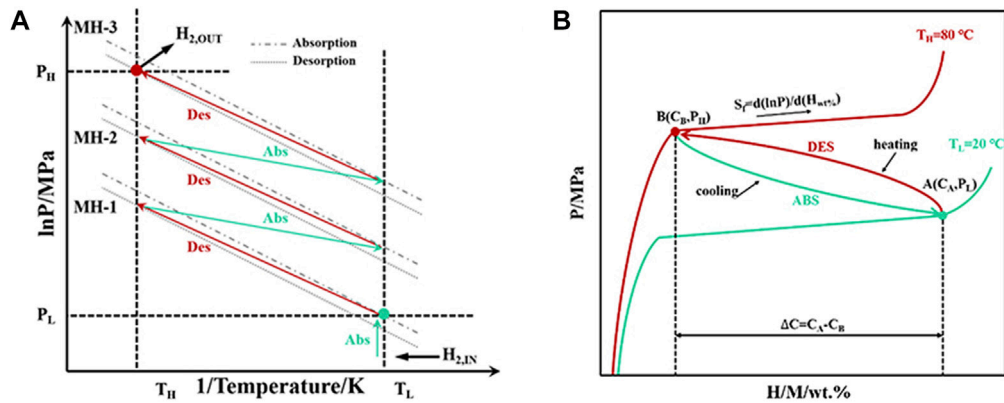 A
MH-3
H2,OUT
Absorption
Desorption
PH
Des
MH-2
Abs
Des
MH-1
Abs
Des
lnP/MPa
PL
Abs
H2,IN
TH
1/Temperature/K
TL
B
TH=80 °C
Sf=d(lnP)/d(Hwt%)
B(CB,PH)
DES
heating
TL=20 °C
A(CA,PL)
cooling
ABS
P/MPa
ΔC=CA-CB
H/M/wt.%